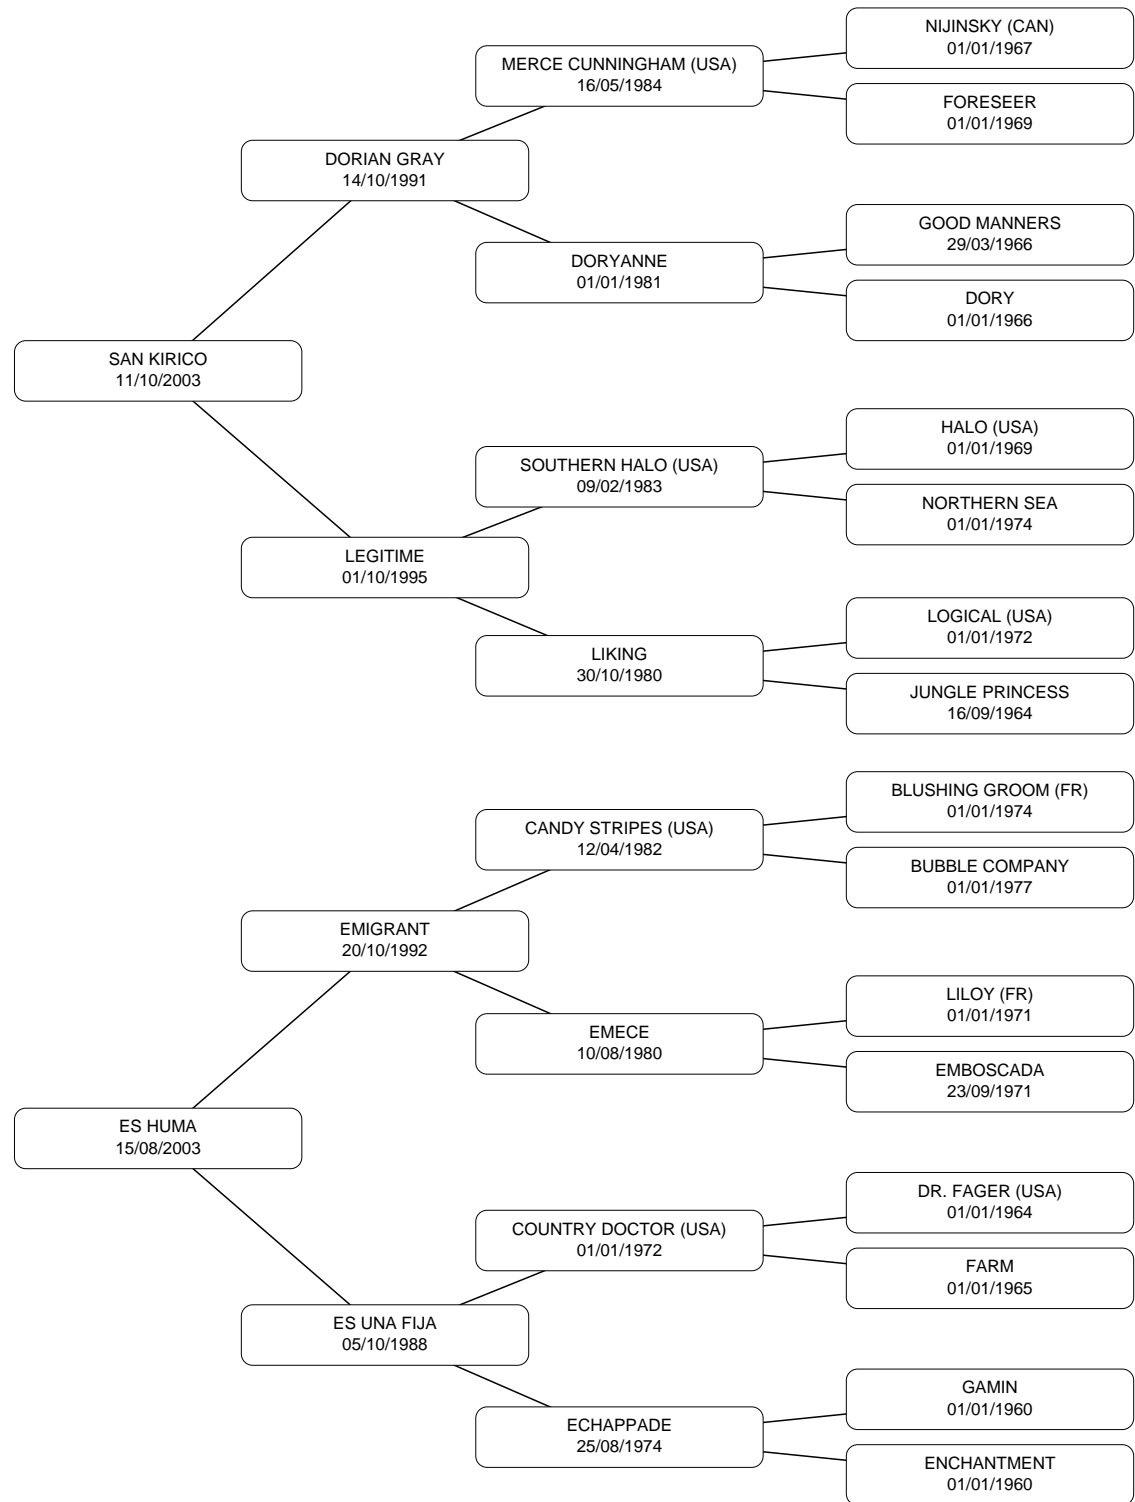 NIJINSKY (CAN)
01/01/1967
MERCE CUNNINGHAM (USA)
16/05/1984
FORESEER
01/01/1969
DORIAN GRAY
14/10/1991
GOOD MANNERS
29/03/1966
DORYANNE
01/01/1981
DORY
01/01/1966
SAN KIRICO
11/10/2003
HALO (USA)
01/01/1969
SOUTHERN HALO (USA)
09/02/1983
NORTHERN SEA
01/01/1974
LEGITIME
01/10/1995
LOGICAL (USA)
01/01/1972
LIKING
30/10/1980
JUNGLE PRINCESS
16/09/1964
BLUSHING GROOM (FR)
01/01/1974
CANDY STRIPES (USA)
12/04/1982
BUBBLE COMPANY
01/01/1977
EMIGRANT
20/10/1992
LILOY (FR)
01/01/1971
EMECE
10/08/1980
EMBOSCADA
23/09/1971
ES HUMA
15/08/2003
DR. FAGER (USA)
01/01/1964
COUNTRY DOCTOR (USA)
01/01/1972
FARM
01/01/1965
ES UNA FIJA
05/10/1988
GAMIN
01/01/1960
ECHAPPADE
25/08/1974
ENCHANTMENT
01/01/1960